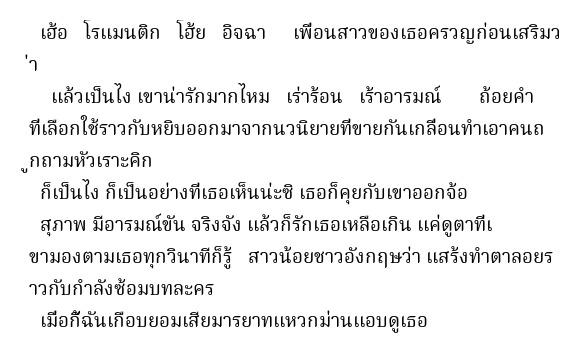 เฮ้อ โรแมนติก โฮ้ย อิจฉา เพื่อนสาวของเธอครวญก่อนเสริมว
่า
แล้วเป็นไง เขาน่ารักมากไหม เร่าร้อน เร้าอารมณ์ ถ้อยคำ
ที่เลือกใช้ราวกับหยิบออกมาจากนวนิยายที่ขายกันเกลื่อนทำเอาคนถ
ูกถามหัวเราะคิก
ก็เป็นไง ก็เป็นอย่างที่เธอเห็นน่ะซิ เธอก็คุยกับเขาออกจ้อ
สุภาพ มีอารมณ์ขัน จริงจัง แล้วก็รักเธอเหลือเกิน แค่ดูตาที่เ
ขามองตามเธอทุกวินาทีก็รู้ สาวน้อยชาวอังกฤษว่า แสร้งทำตาลอยร
าวกับกำลังซ้อมบทละคร
เมื่อกี้ฉันเกือบยอมเสียมารยาทแหวกม่านแอบดูเธอ